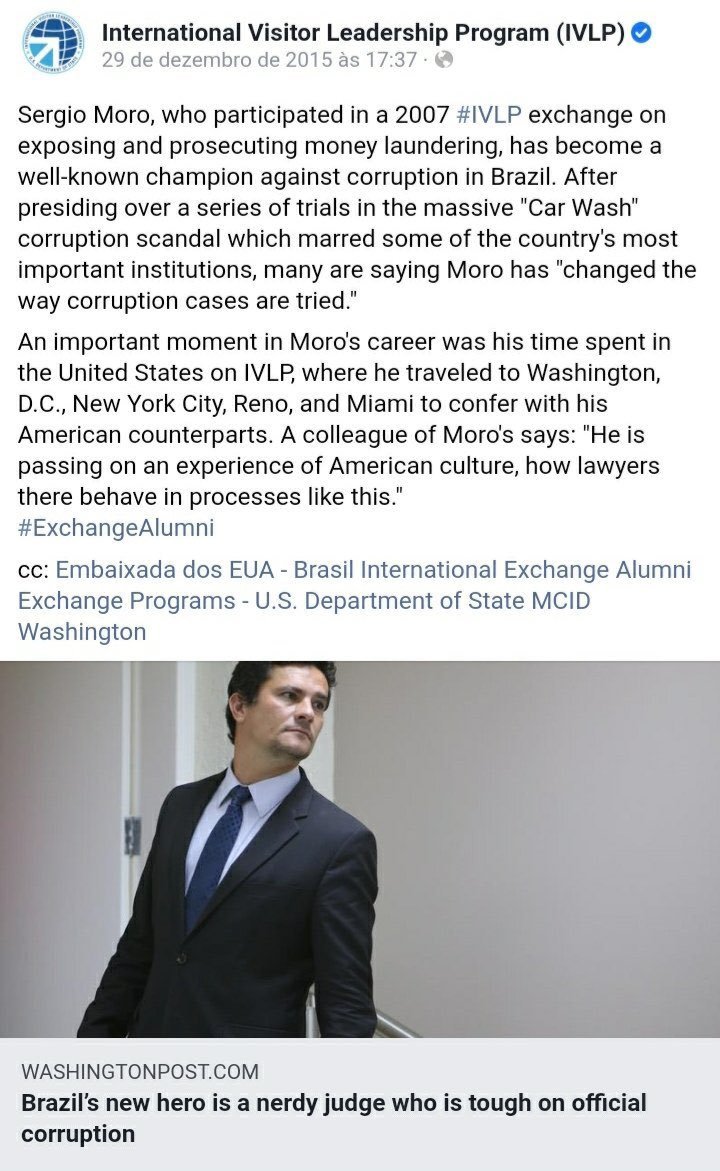 International Visitor Leadership Program (IVLP)
29 de dezembro de 2015 às 17:37 ·
Sergio Moro, who participated in a 2007 #IVLP exchange on
exposing and prosecuting money laundering, has become a
well-known champion against corruption in Brazil. After
presiding over a series of trials in the massive "Car Wash"
corruption scandal which marred some of the country's most
important institutions, many are saying Moro has "changed the
way corruption cases are tried."
An important moment in Moro's career was his time spent in
the United States on IVLP, where he traveled to Washington,
D.C., New York City, Reno, and Miami to confer with his
American counterparts. A colleague of Moro's says: "He is
passing on an experience of American culture, how lawyers
there behave in processes like this."
#ExchangeAlumni
cc: Embaixada dos EUA - Brasil International Exchange Alumni
Exchange Programs - U.S. Department of State MCID
Washington
WASHINGTONPOST.COM
Brazil's new hero is a nerdy judge who is tough on official
corruption